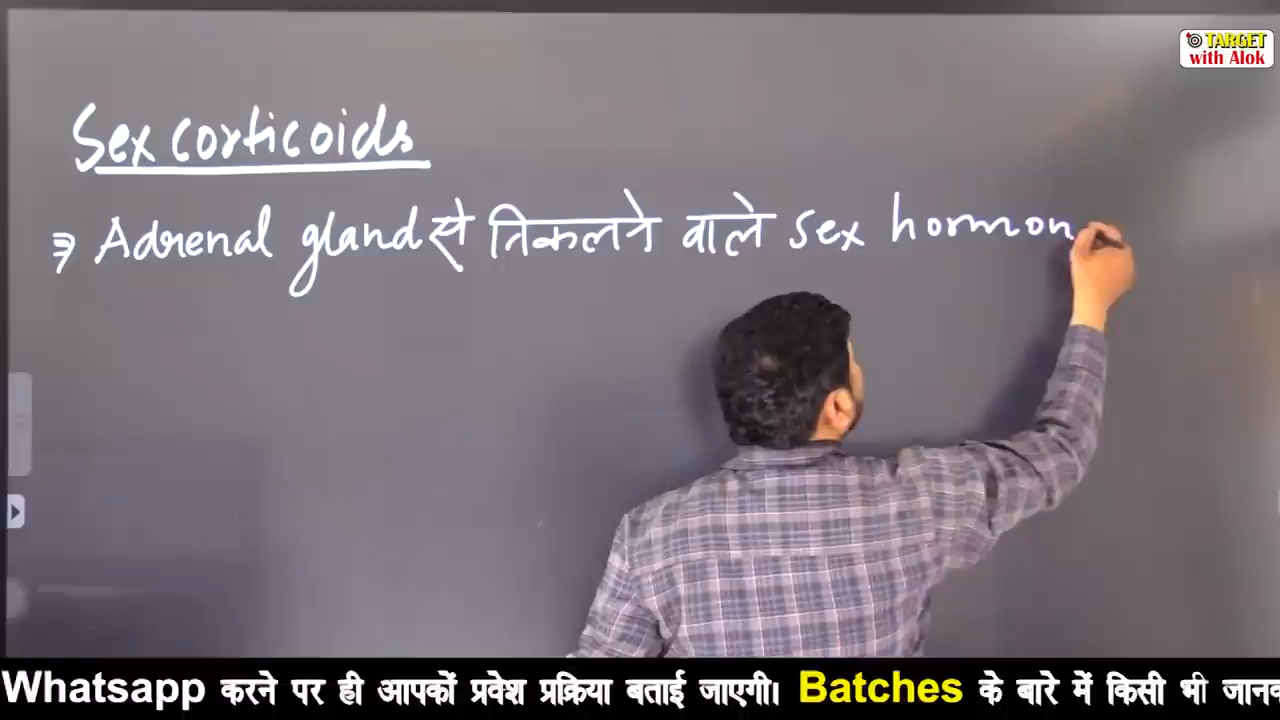 TARGET
with Alok
Sex corticoids
⇒ Adrenal gland से निकलने वाले sex hormon
Whatsapp करने पर ही आपकों प्रवेश प्रक्रिया बताई जाएगी। Batches के बारे में किसी भी जानक